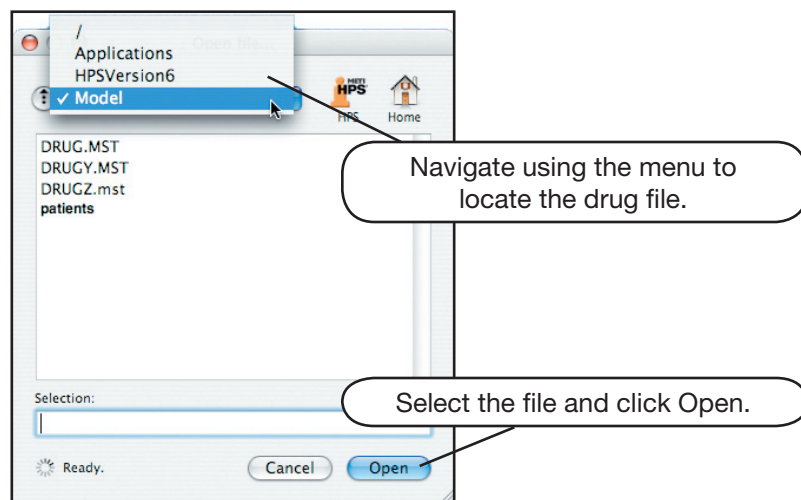 /
Applications
HPSVersion6
✓ Model
Open file...
METI
HPS
HPS
Home
DRUG.MST
DRUGY.MST
DRUGZ.mst
patients
Navigate using the menu to
locate the drug file.
Selection:
Select the file and click Open.
Ready.
Cancel
Open